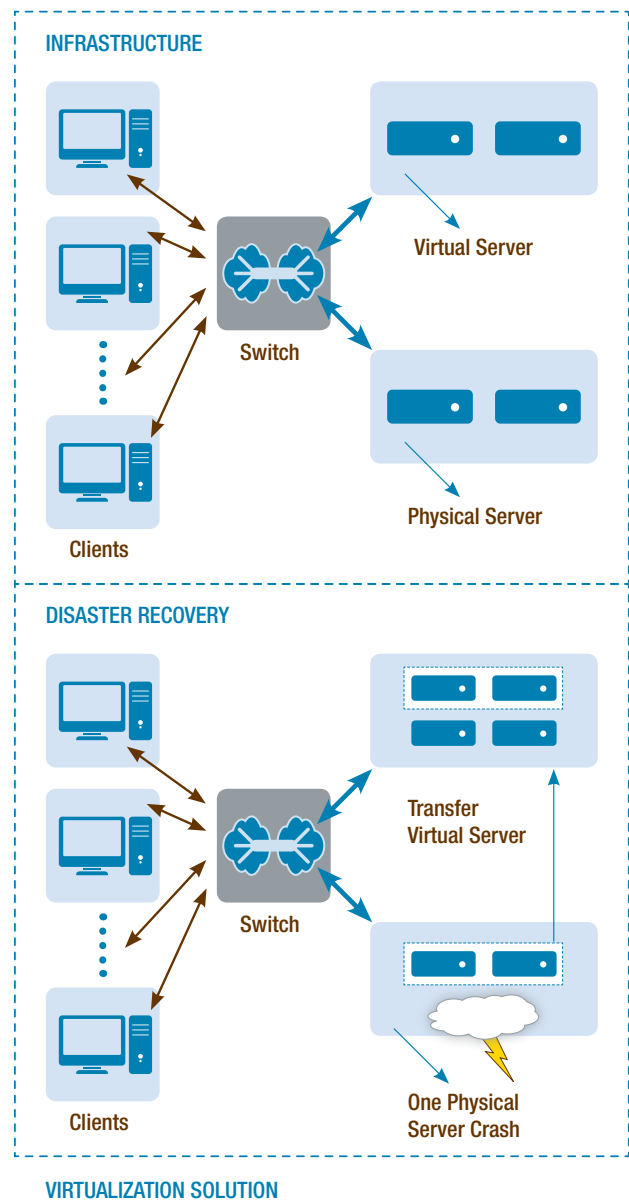 INFRASTRUCTURE
Virtual Server
Switch
Physical Server
Clients
DISASTER RECOVERY
Transfer
Virtual Server
Switch
One Physical
Server Crash
Clients
VIRTUALIZATION SOLUTION